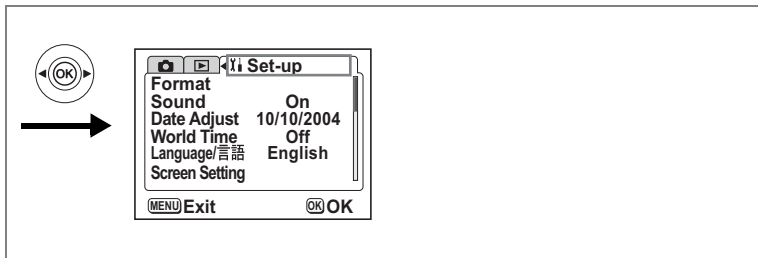 OK
Set-up
Format
Sound On
Date Adjust 10/10/2004
World Time Off
Language/言語 English
Screen Setting
MENU Exit OK OK